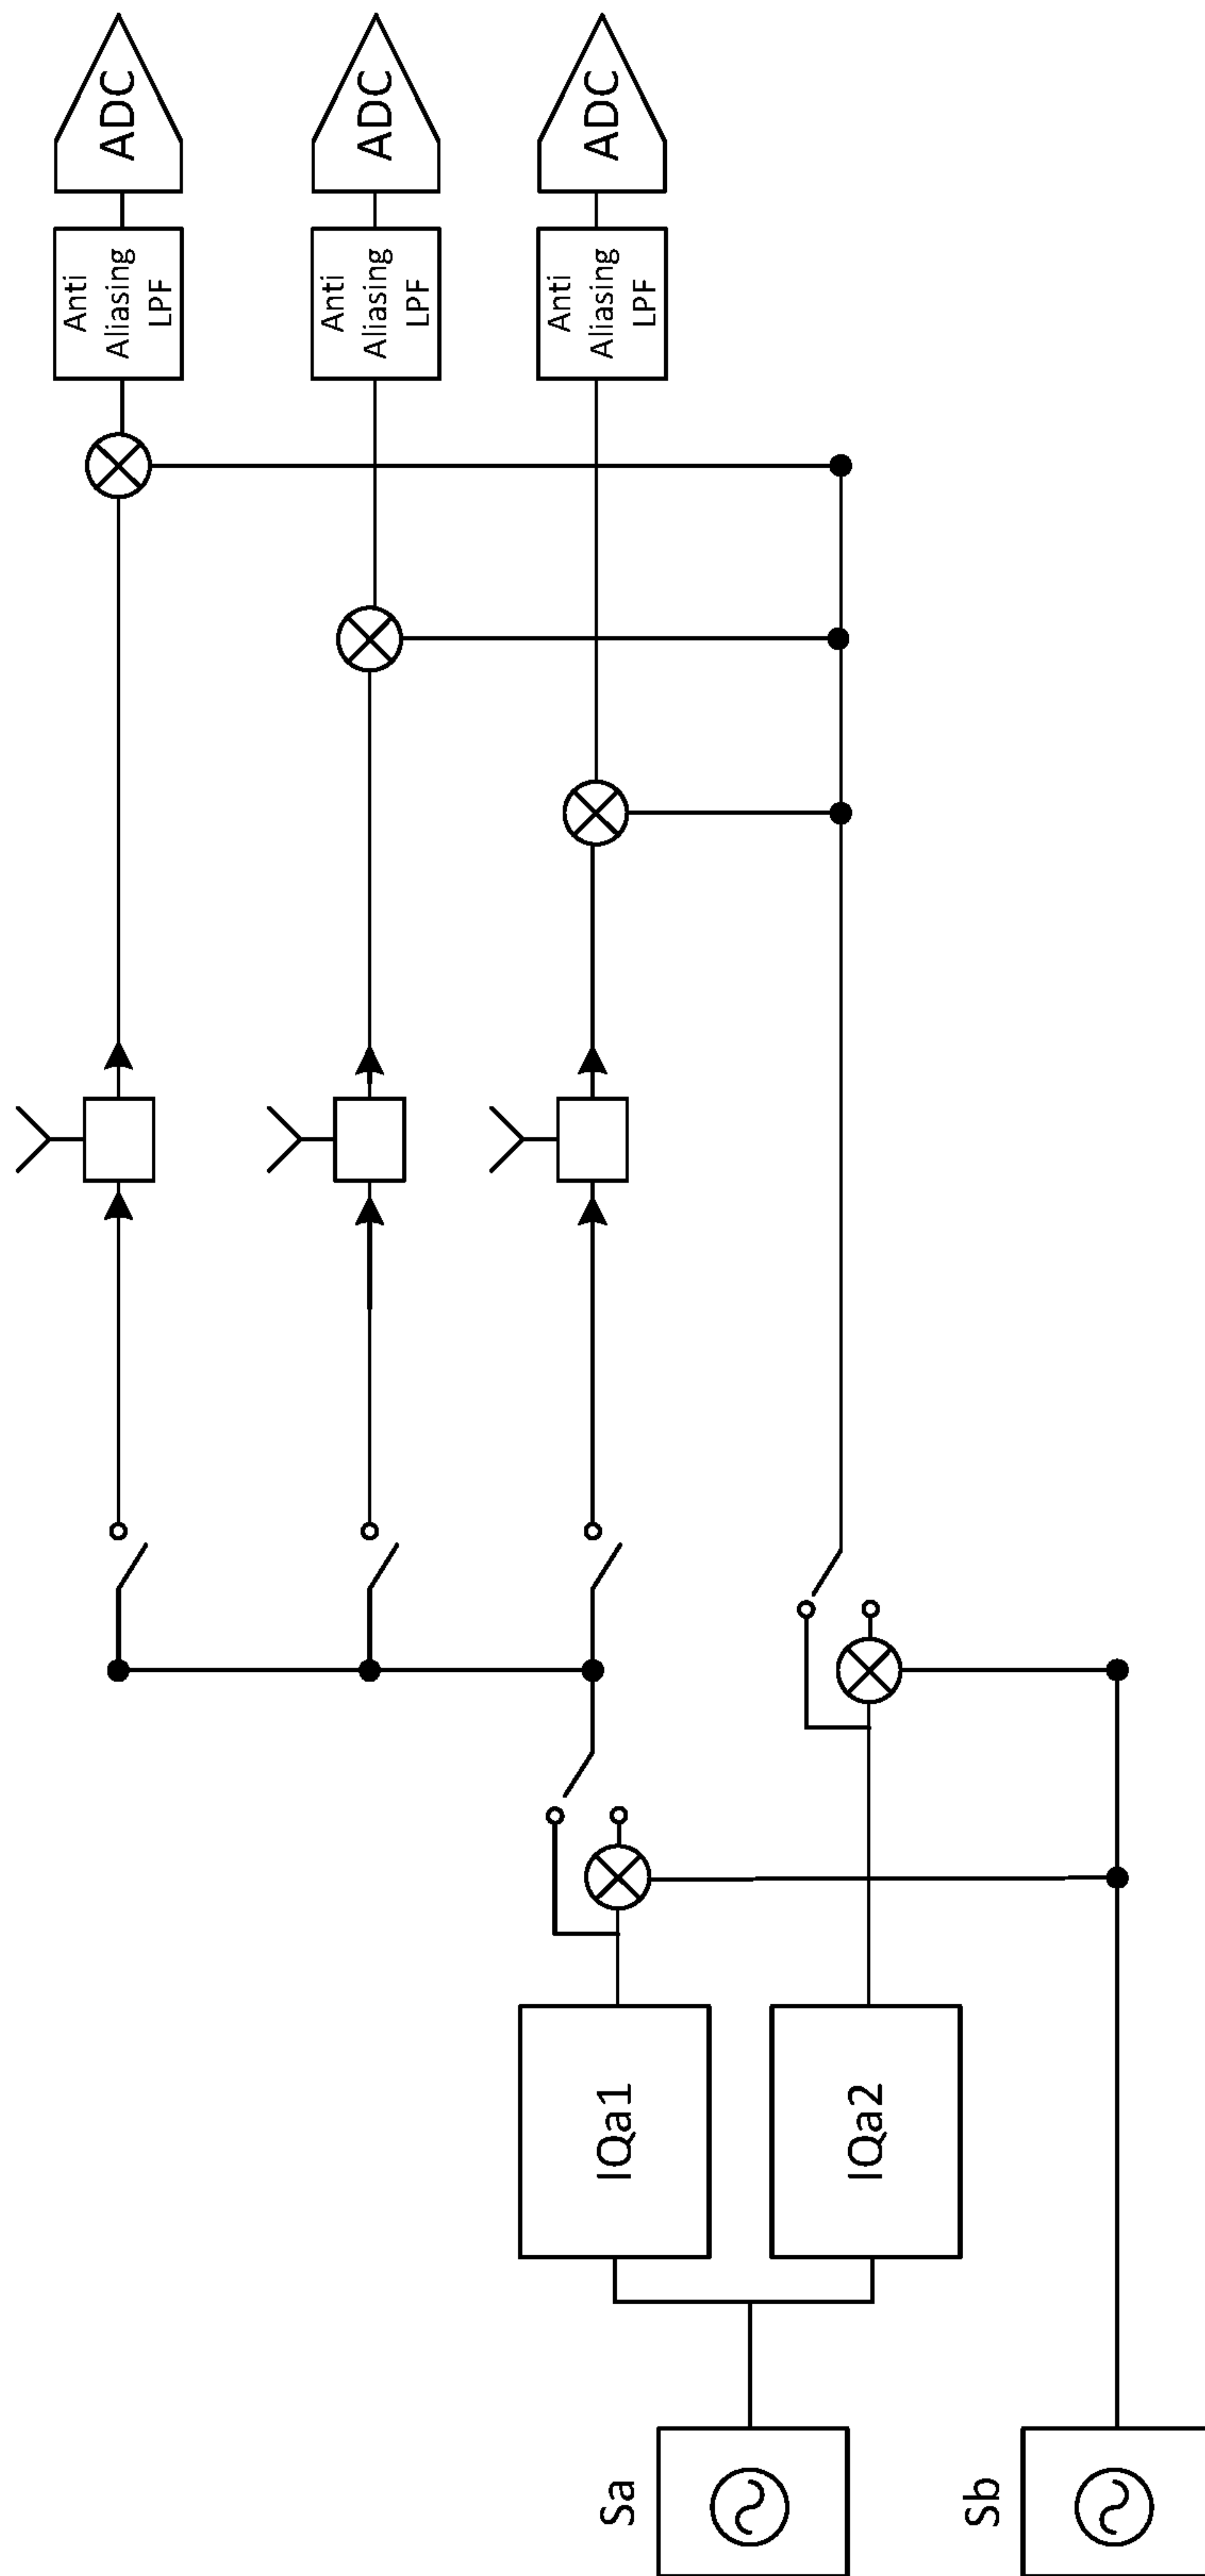 ADC
Anti
Aliasing
LPF
ADC
Anti
Aliasing
LPF
ADC
Anti
Aliasing
LPF
IQa1
IQa2
Sa
Sb